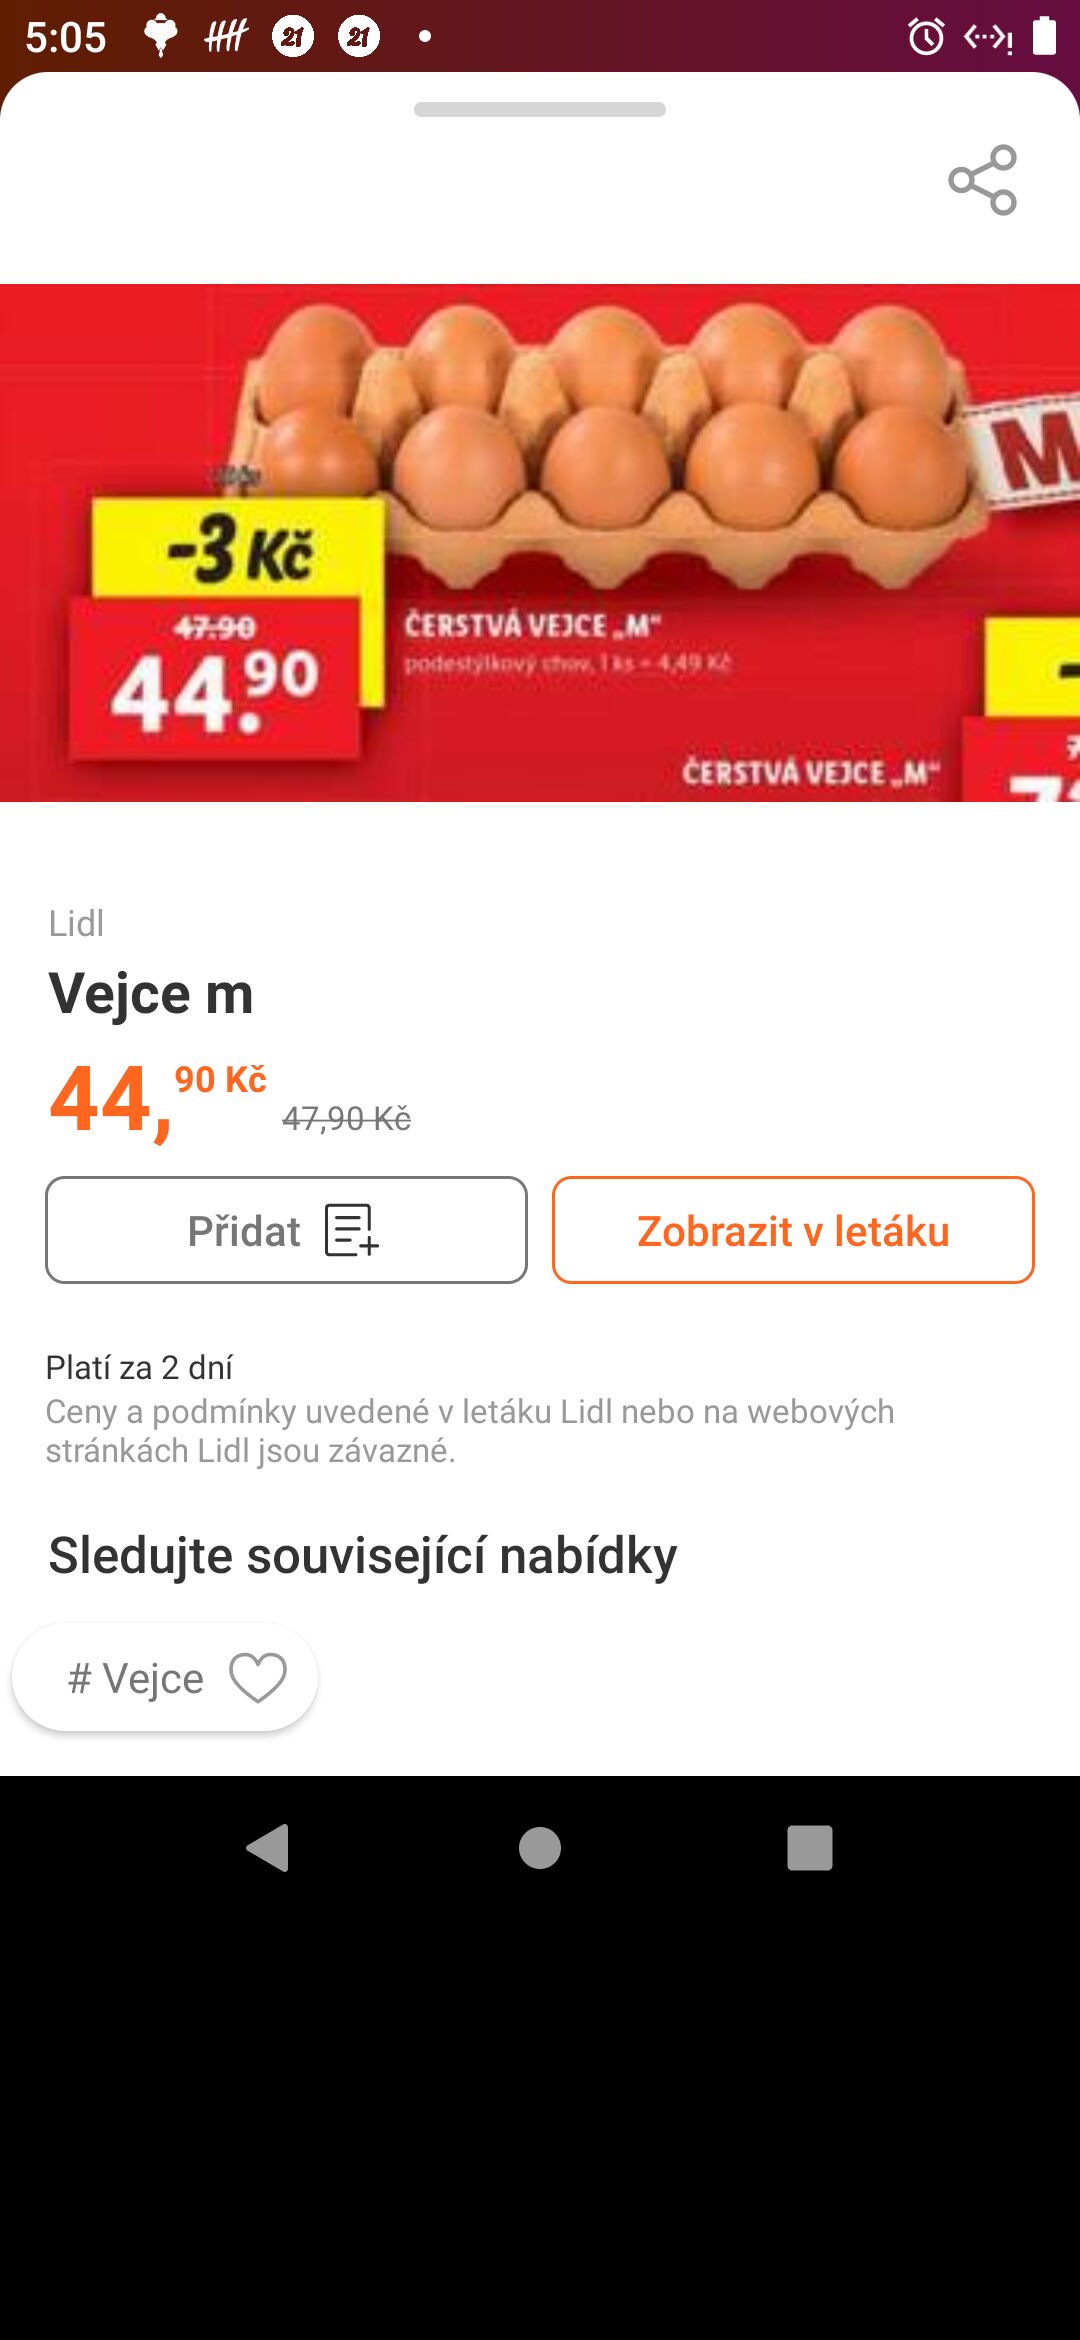 5:05
21 21
M
-3 Kč
47.90
44.90
ČERSTVÁ VEJCE „M“
podestýlkový chov, 1 ks = 4,49 Kč
ČERSTVÁ VEJCE „M“
Lidl
Vejce m
44,90 Kč 47,90 Kč
Přidat
Zobrazit v letáku
Platí za 2 dní
Ceny a podmínky uvedené v letáku Lidl nebo na webových
stránkách Lidl jsou závazné.
Sledujte související nabídky
# Vejce